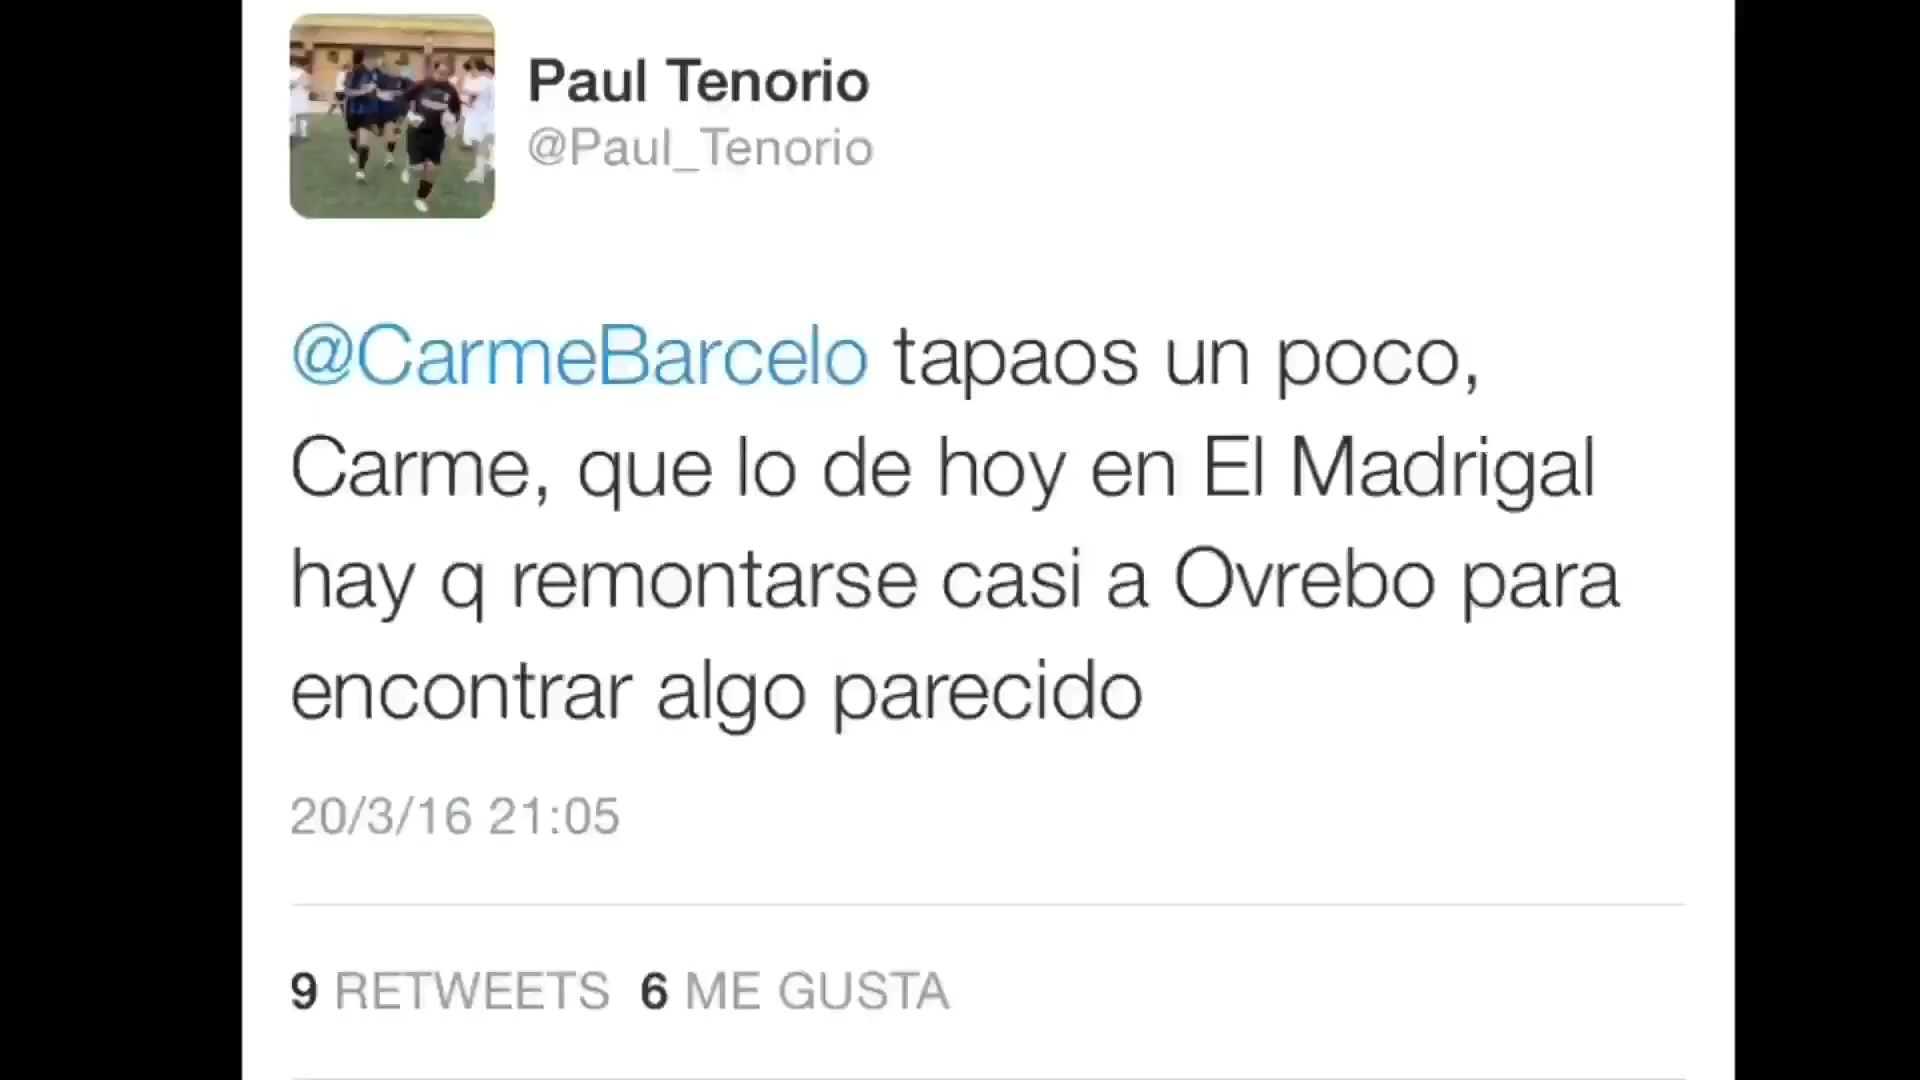 Paul Tenorio
@Paul_Tenorio
@CarmeBarcelo tapaos un poco,
Carme, que lo de hoy en El Madrigal
hay q remontarse casi a Ovrebo para
encontrar algo parecido
20/3/16 21:05
9 RETWEETS 6 ME GUSTA